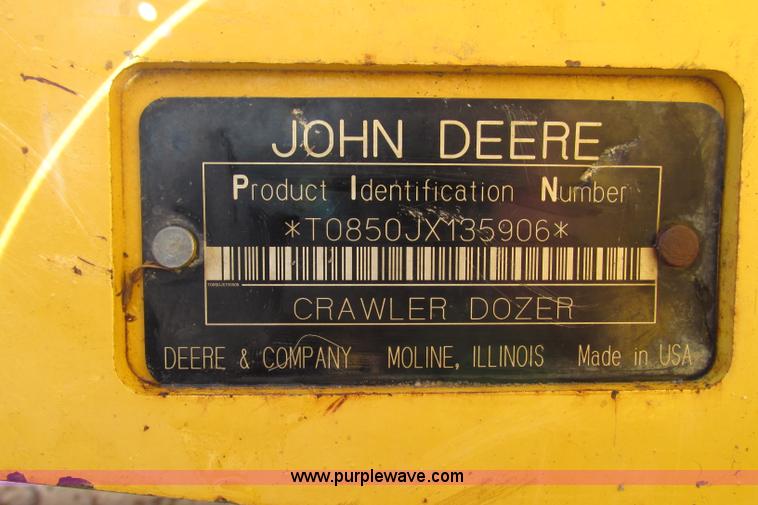 JOHN DEERE
Product Identification Number
*T0850JX135906*
CRAWLER DOZER
DEERE & COMPANY MOLINE, ILLINOIS Made in USA
www.purplewave.com